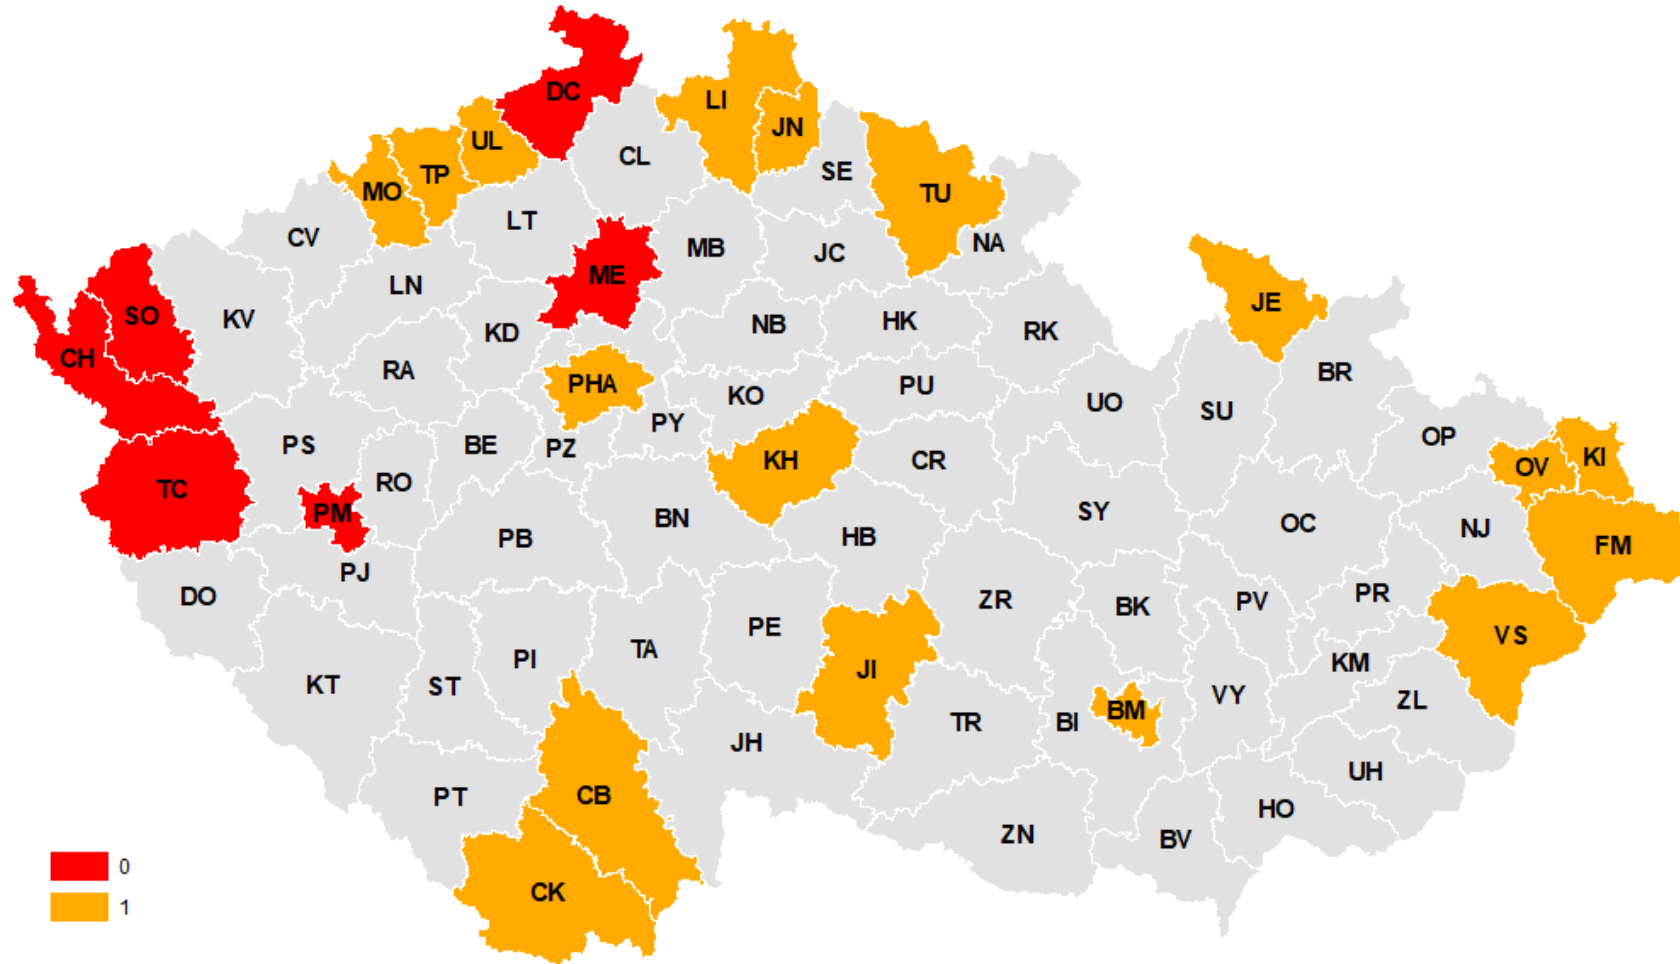 DC
LI
JN
UL
CL
TP
SE
MO
TU
LT
CV
MB
JC
NA
ME
LN
JE
SO
KV
KD
NB
HK
RK
CH
RA
PHA
PU
BR
KO
UO
SU
PY
PS
BE
PZ
OP
KH
CR
OV
KI
TC
RO
PM
BN
SY
OC
NJ
PB
HB
FM
PJ
DO
ZR
BK
PV
PR
PE
VS
TA
PI
JI
KM
KT
ST
VY
ZL
BM
TR
BI
JH
UH
PT
CB
HO
ZN
BV
0
CK
1